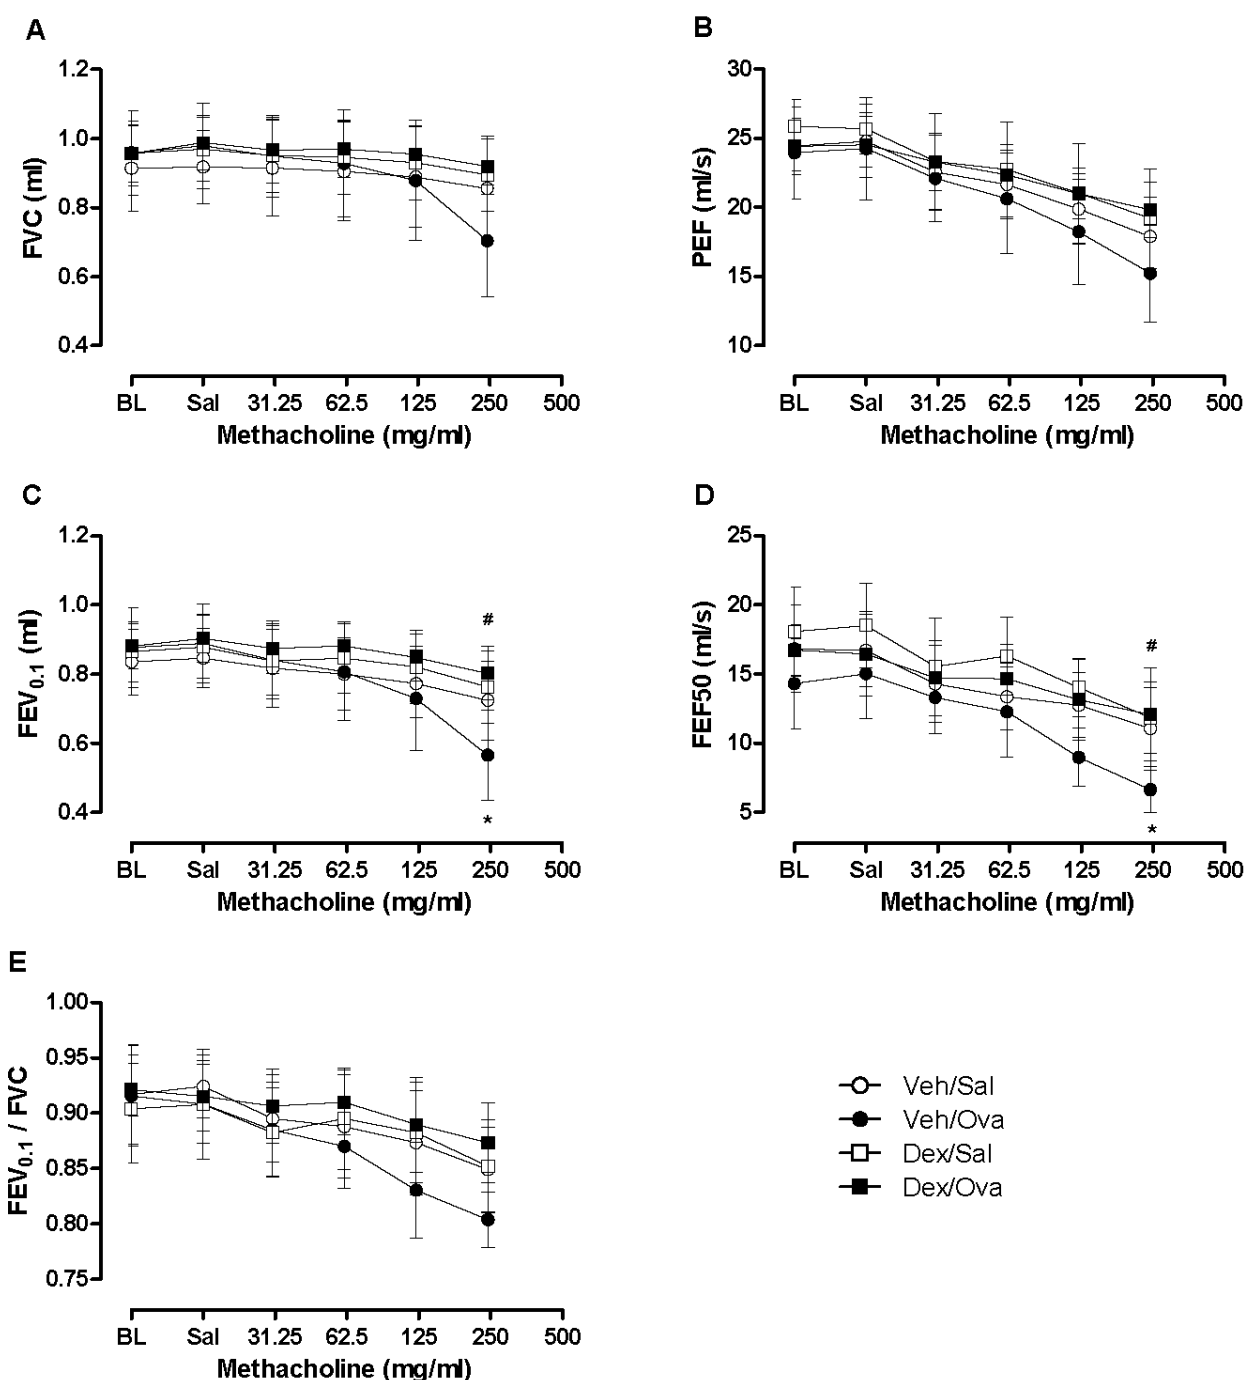 A
1.2
1.0
0.8
0.6
0.4
FVC (ml)
BL Sal 31.25 62.5 125 250 500
Methacholine (mg/ml)
B
30
25
20
15
10
PEF (ml/s)
BL Sal 31.25 62.5 125 250 500
Methacholine (mg/ml)
C
1.2
1.0
0.8
0.6
0.4
FEV0.1 (ml)
#
*
BL Sal 31.25 62.5 125 250 500
Methacholine (mg/ml)
D
25
20
15
10
5
FEF50 (ml/s)
#
*
BL Sal 31.25 62.5 125 250 500
Methacholine (mg/ml)
E
1.00
0.95
0.90
0.85
0.80
0.75
FEV0.1 / FVC
BL Sal 31.25 62.5 125 250 500
Methacholine (mg/ml)
Veh/Sal
Veh/Ova
Dex/Sal
Dex/Ova